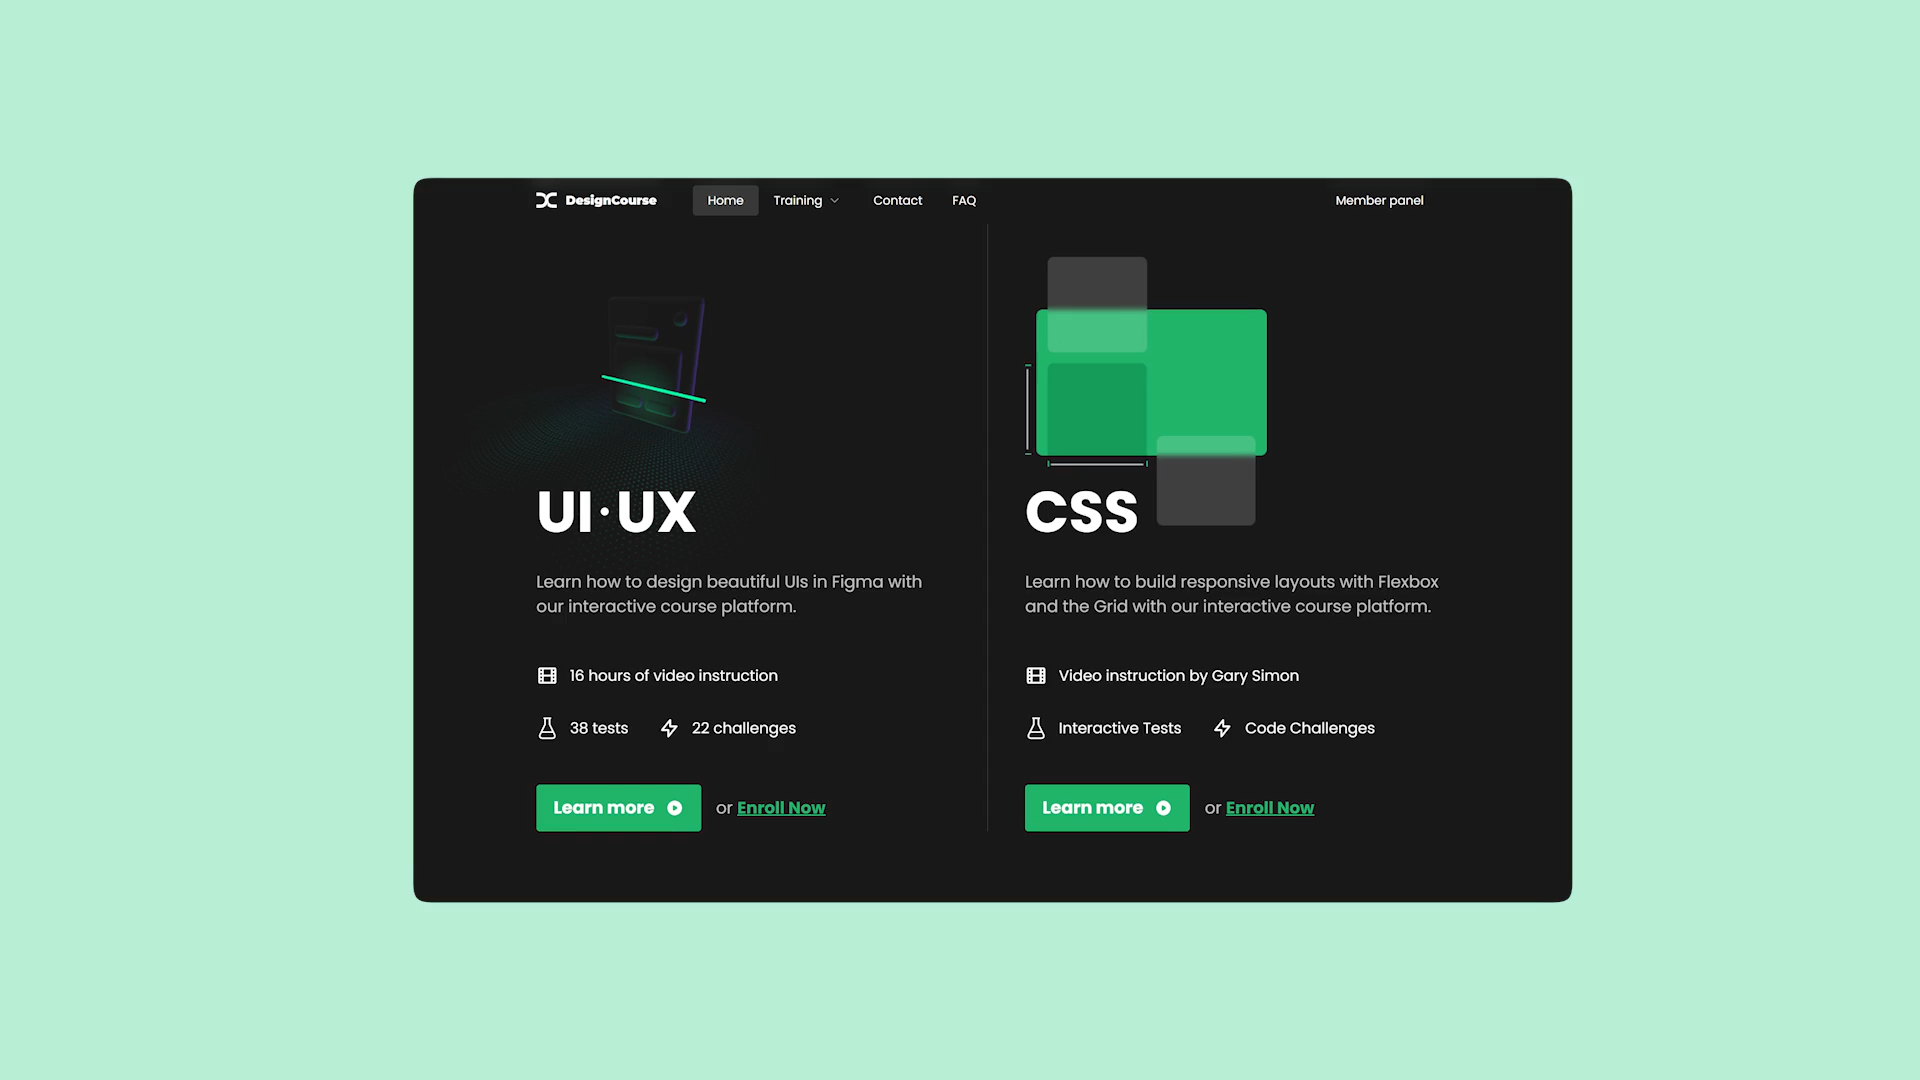 DesignCourse Home Training Contact FAQ Member panel
UI·UX
Learn how to design beautiful UIs in Figma with
our interactive course platform.
16 hours of video instruction
38 tests 22 challenges
Learn more or Enroll Now
CSS
Learn how to build responsive layouts with Flexbox
and the Grid with our interactive course platform.
Video instruction by Gary Simon
Interactive Tests Code Challenges
Learn more or Enroll Now